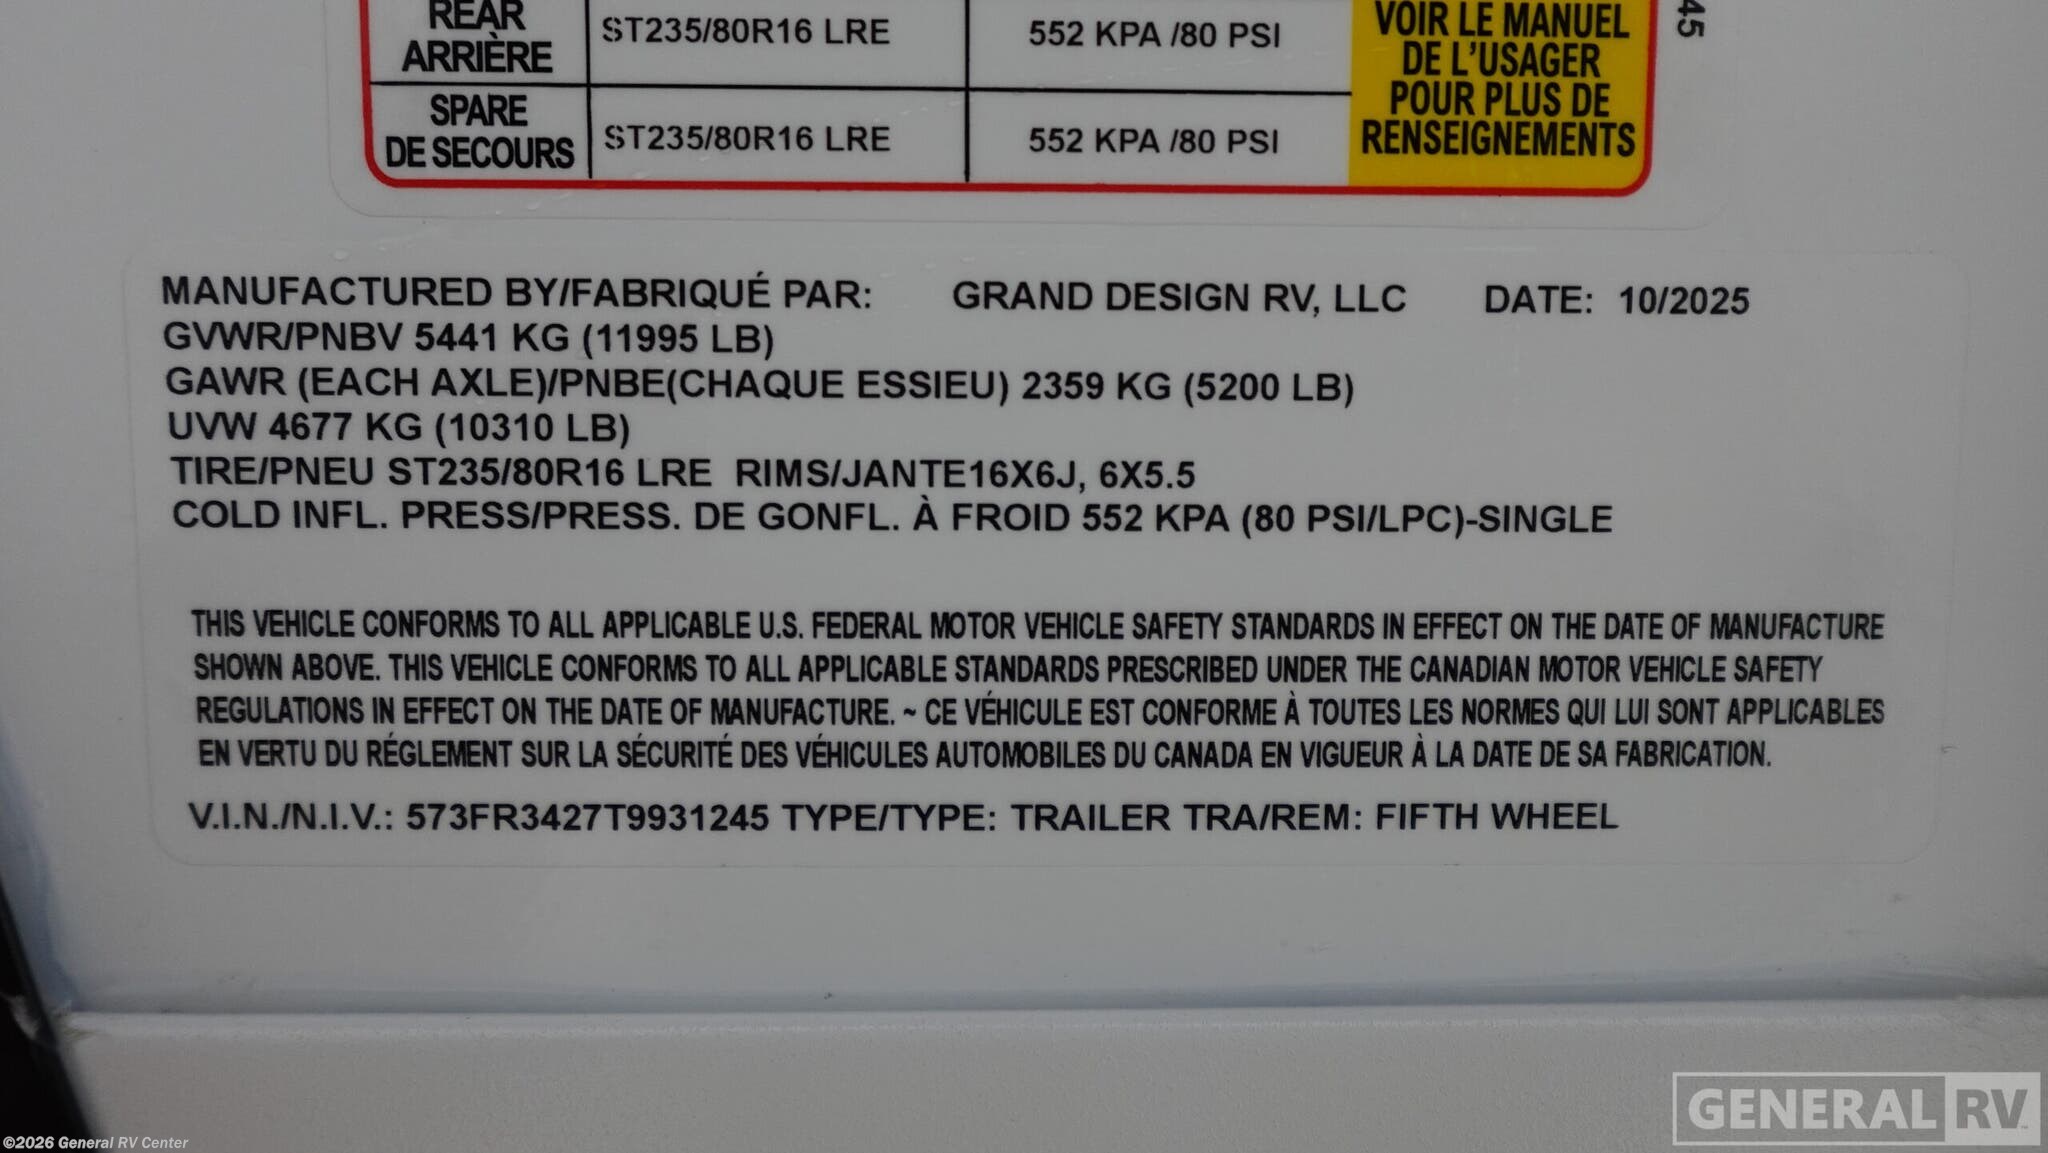 REAR
ARRIÈRE
ST235/80R16 LRE
552 KPA /80 PSI
SPARE
DE SECOURS
ST235/80R16 LRE
552 KPA /80 PSI
VOIR LE MANUEL
DE L'USAGER
POUR PLUS DE
RENSEIGNEMENTS
45
MANUFACTURED BY/FABRIQUÉ PAR: GRAND DESIGN RV, LLC DATE: 10/2025
GVWR/PNBV 5441 KG (11995 LB)
GAWR (EACH AXLE)/PNBE(CHAQUE ESSIEU) 2359 KG (5200 LB)
UVW 4677 KG (10310 LB)
TIRE/PNEU ST235/80R16 LRE RIMS/JANTE16X6J, 6X5.5
COLD INFL. PRESS/PRESS. DE GONFL. À FROID 552 KPA (80 PSI/LPC)-SINGLE
THIS VEHICLE CONFORMS TO ALL APPLICABLE U.S. FEDERAL MOTOR VEHICLE SAFETY STANDARDS IN EFFECT ON THE DATE OF MANUFACTURE
SHOWN ABOVE. THIS VEHICLE CONFORMS TO ALL APPLICABLE STANDARDS PRESCRIBED UNDER THE CANADIAN MOTOR VEHICLE SAFETY
REGULATIONS IN EFFECT ON THE DATE OF MANUFACTURE. ~ CE VÉHICULE EST CONFORME À TOUTES LES NORMES QUI LUI SONT APPLICABLES
EN VERTU DU RÉGLEMENT SUR LA SÉCURITÉ DES VÉHICULES AUTOMOBILES DU CANADA EN VIGUEUR À LA DATE DE SA FABRICATION.
V.I.N./N.I.V.: 573FR3427T9931245 TYPE/TYPE: TRAILER TRA/REM: FIFTH WHEEL
GENERAL RV
©2026 General RV Center